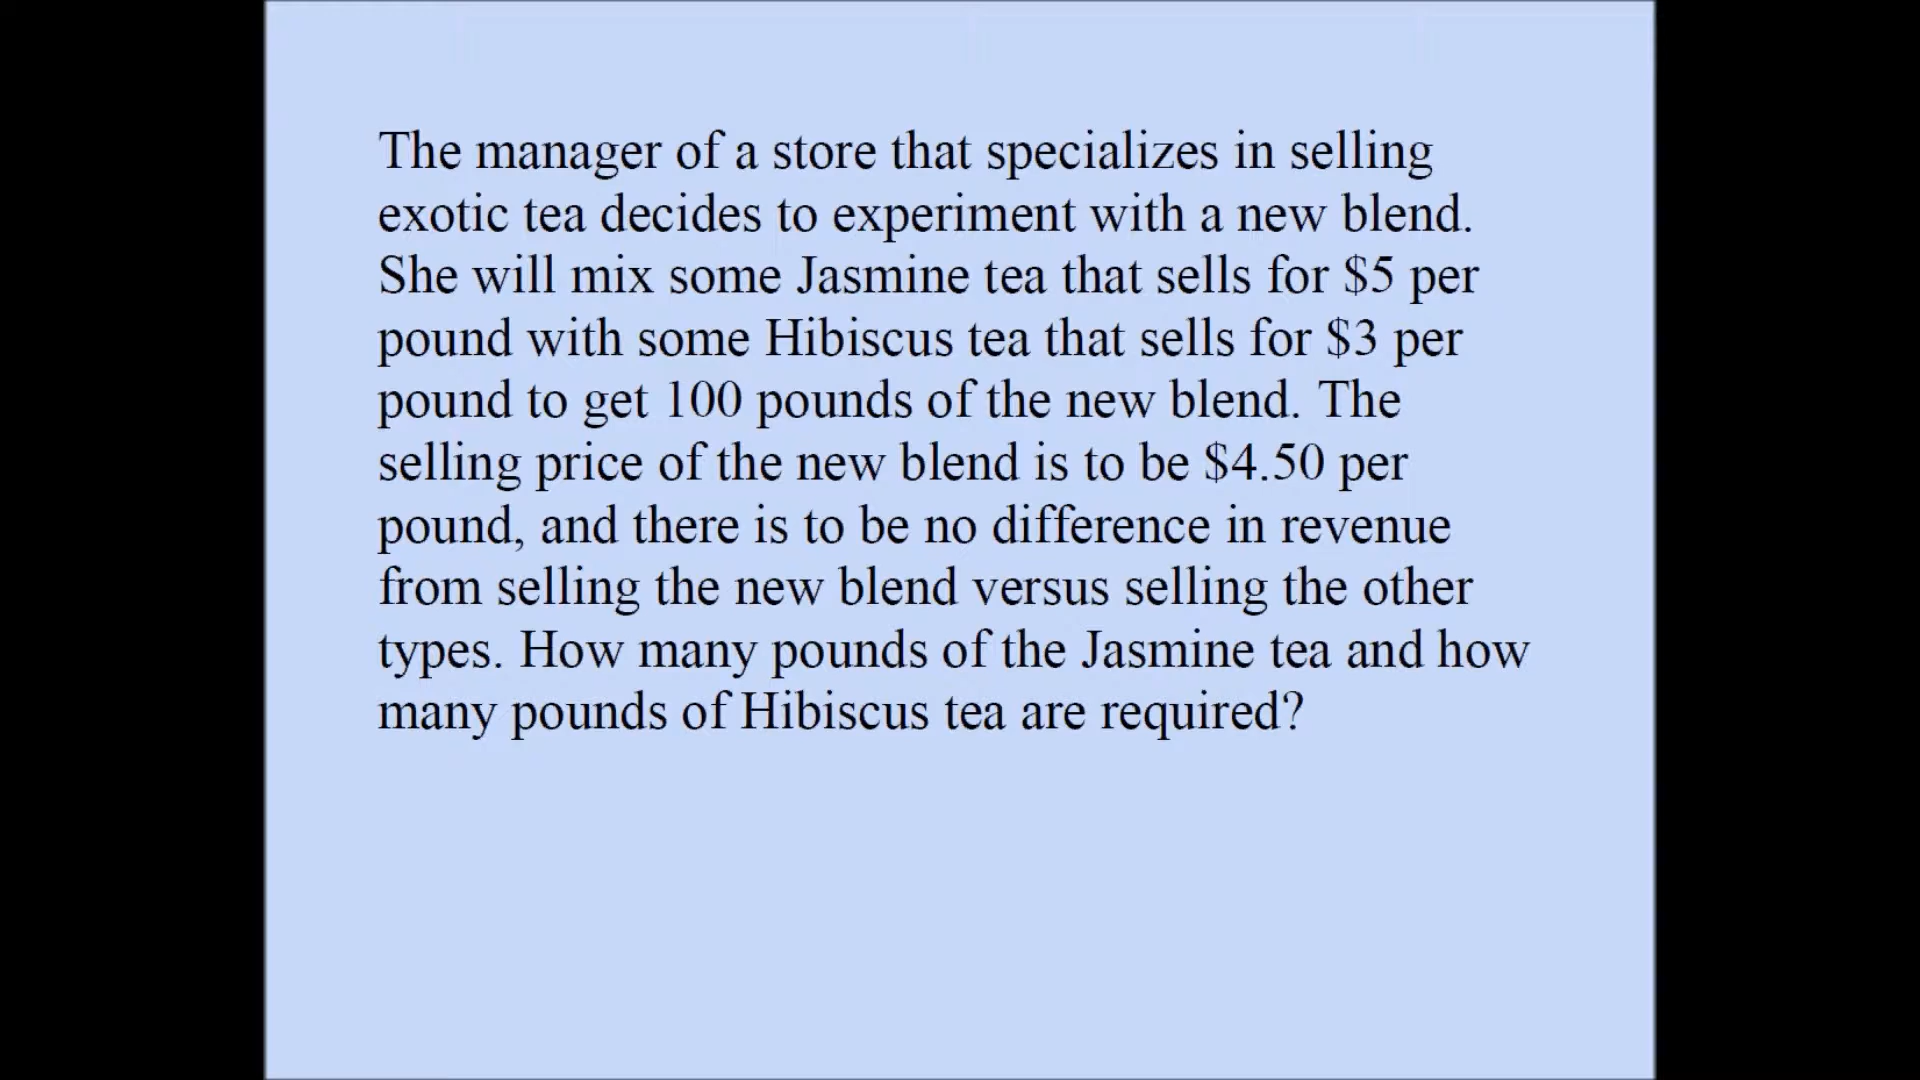 The manager of a store that specializes in selling
exotic tea decides to experiment with a new blend.
She will mix some Jasmine tea that sells for $5 per
pound with some Hibiscus tea that sells for $3 per
pound to get 100 pounds of the new blend. The
selling price of the new blend is to be $4.50 per
pound, and there is to be no difference in revenue
from selling the new blend versus selling the other
types. How many pounds of the Jasmine tea and how
many pounds of Hibiscus tea are required?